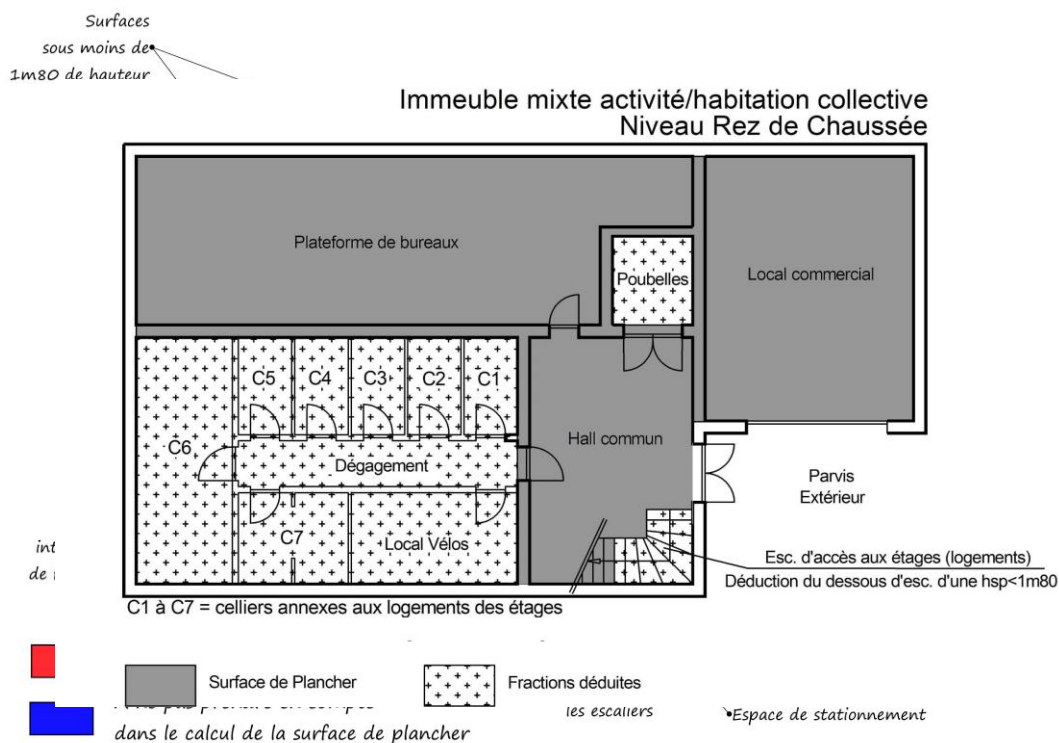 Surfaces
sous moins de
1m80 de hauteur
Immeuble mixte activité/habitation collective
Niveau Rez de Chaussée
Plateforme de bureaux
Poubelles
Local commercial
C5
C4
C3
C2
C1
C6
Dégagement
Hall commun
Parvis
Extérieur
C7
Local Vélos
Esc. d'accès aux étages (logements)
Déduction du dessous d'esc. d'une hsp<1m80
int
de
C1 à C7 = celliers annexes aux logements des étages
Surface de Plancher
Fractions déduites
les escaliers
Espace de stationnement
dans le calcul de la surface de plancher